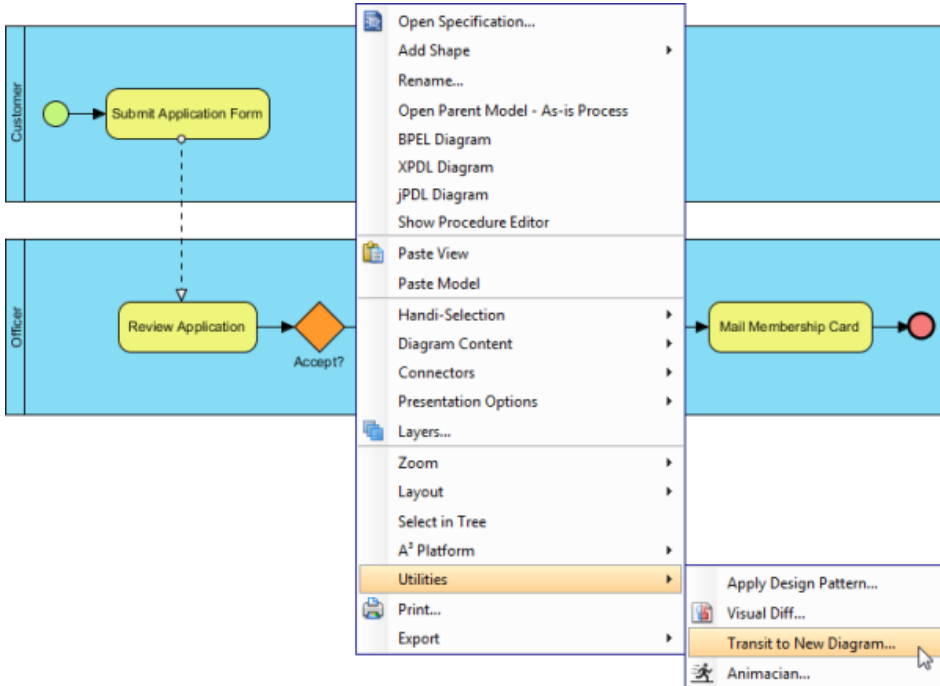 Open Specification...
Add Shape
Rename...
Open Parent Model - As-is Process
BPEL Diagram
XPDL Diagram
jPDL Diagram
Show Procedure Editor
Paste View
Paste Model
Handi-Selection
Diagram Content
Connectors
Presentation Options
Layers...
Zoom
Layout
Select in Tree
A³ Platform
Utilities
Print...
Export
Apply Design Pattern...
Visual Diff...
Transit to New Diagram...
Animacian...
Customer
Submit Application Form
Officer
Review Application
Accept?
Mail Membership Card